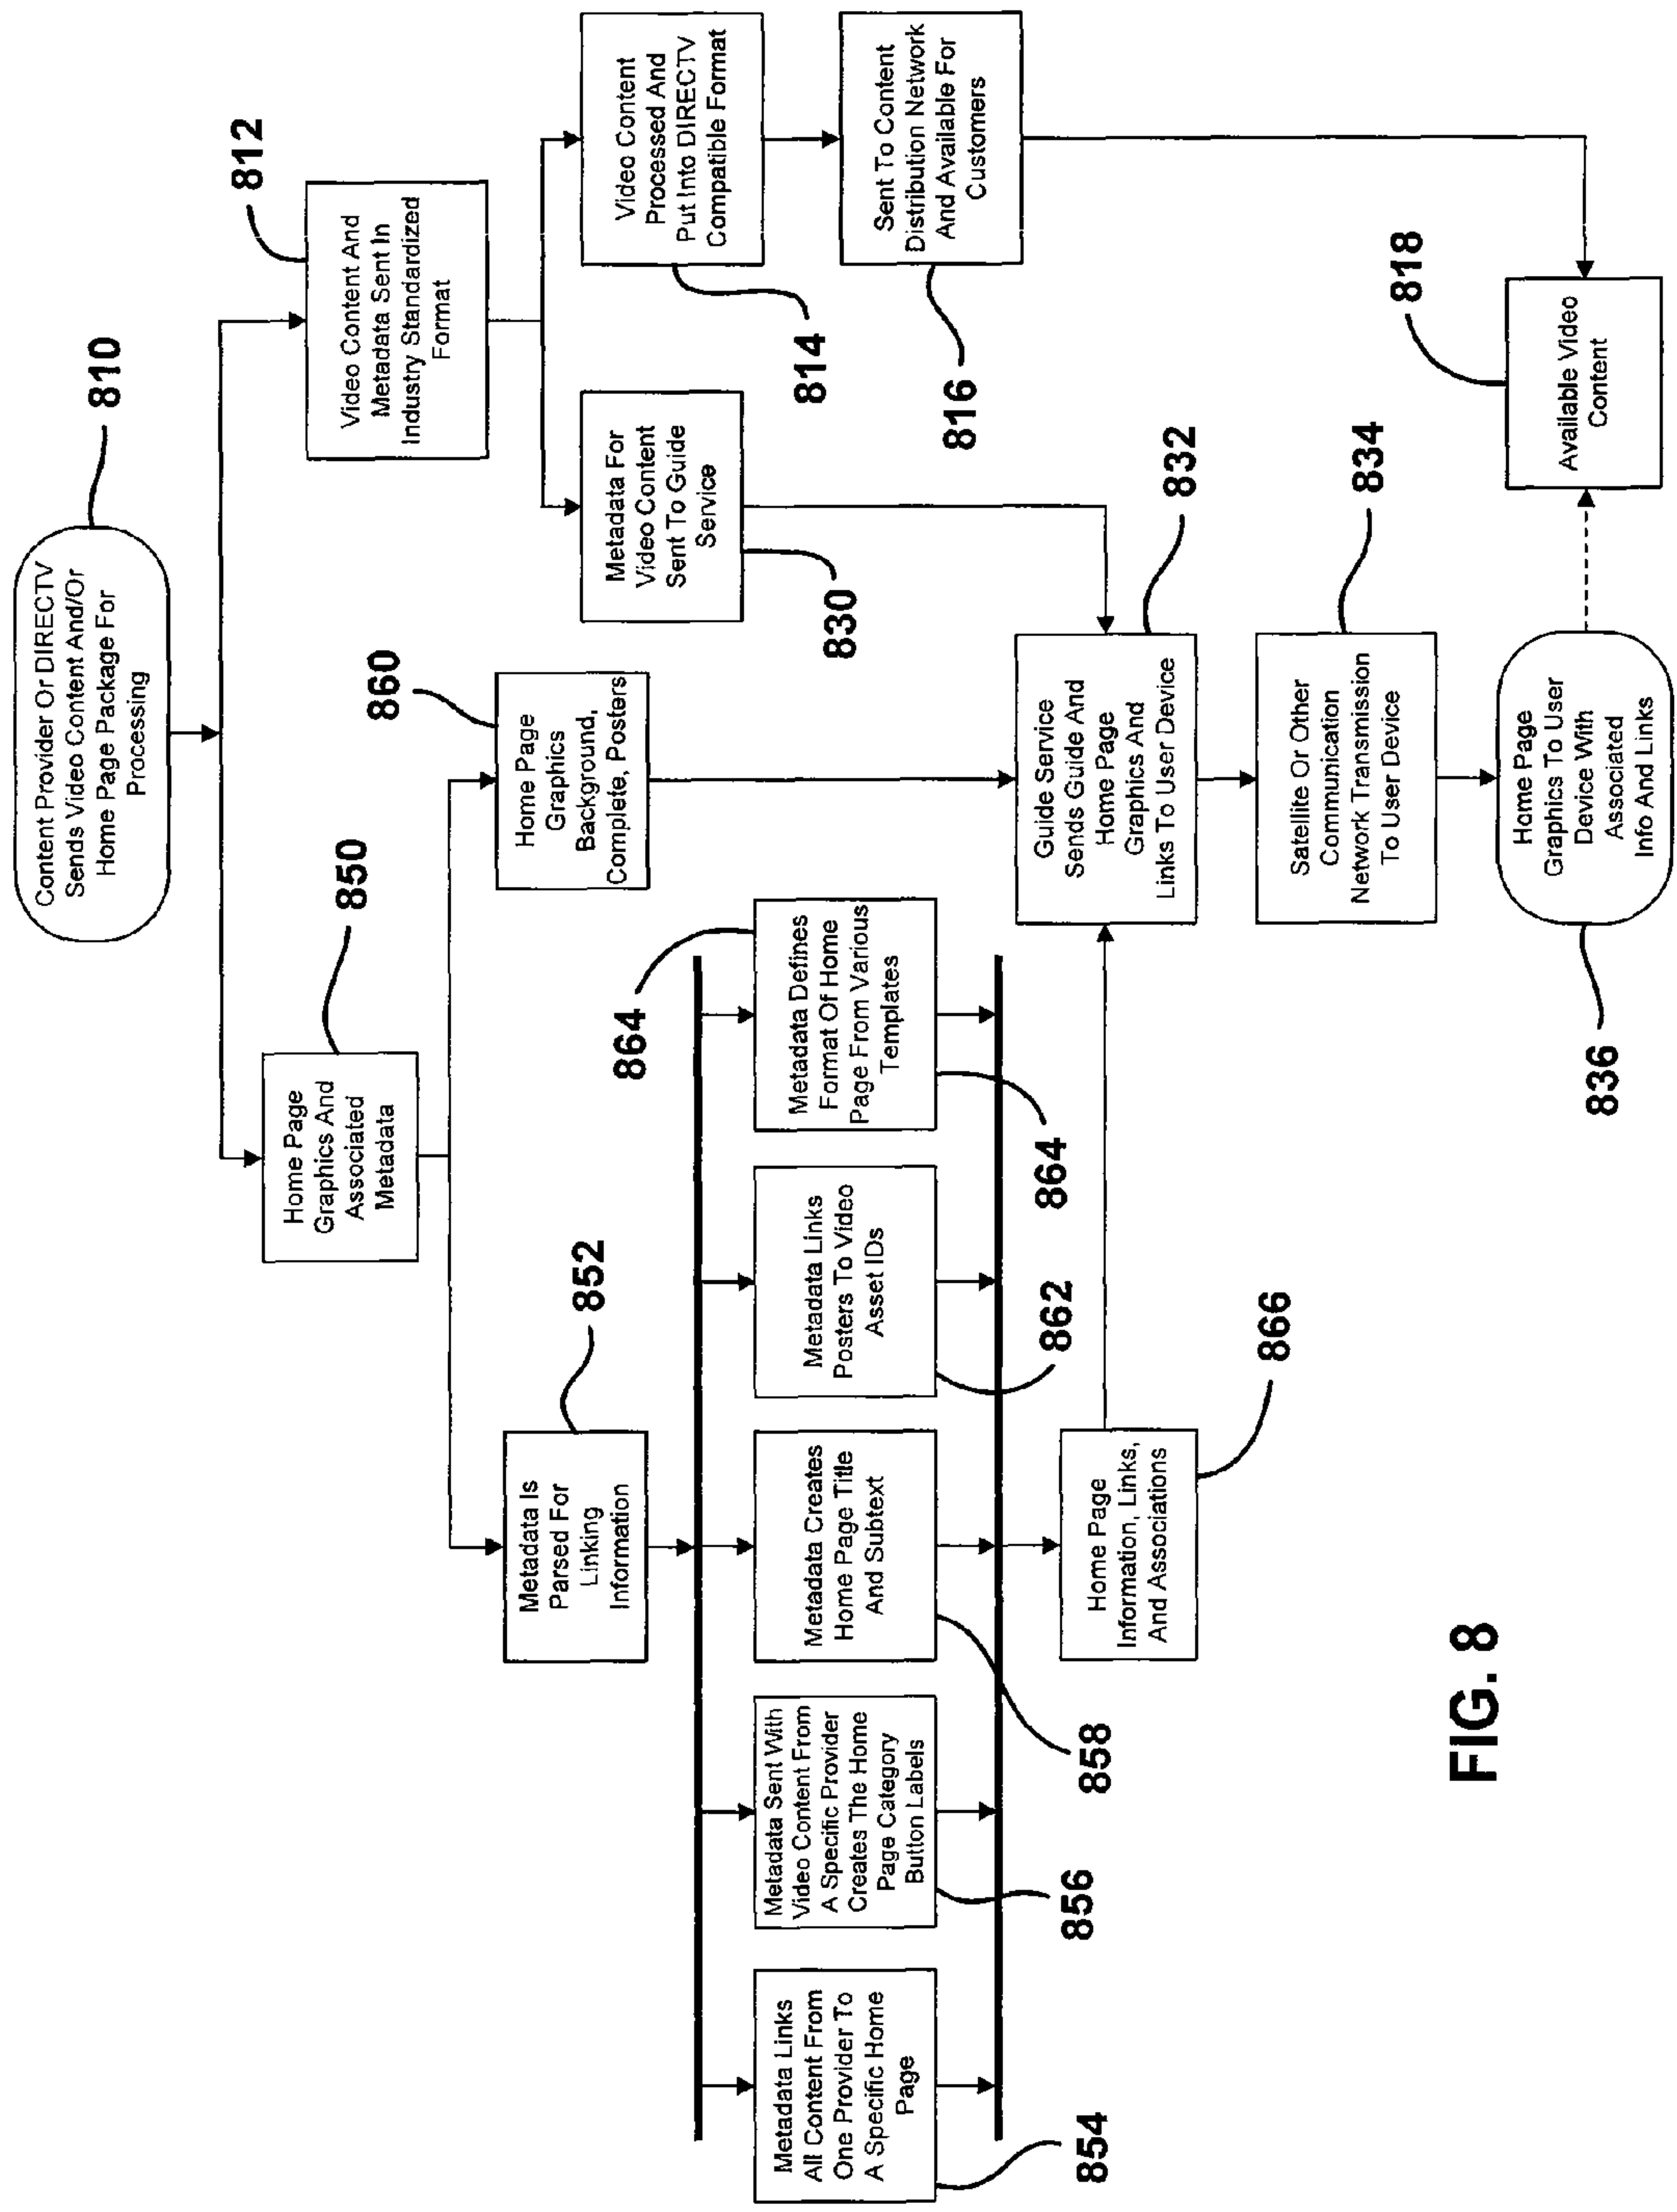 810
Content Provider Or DIRECTV
Sends Video Content And/Or
Home Page Package For
Processing
812
Video Content And
Metadata Sent In
Industry Standardized
Format
850
Home Page
Graphics And
Associated
Metadata
852
Metadata Is
Parsed For
Linking
Information
860
Home Page
Graphics
Background,
Complete, Posters
830
Metadata For
Video Content
Sent To Guide
Service
814
Video Content
Processed And
Put Into DIRECTV
Compatible Format
864
854
Metadata Links
All Content From
One Provider To
A Specific Home
Page
856
Metadata Sent With
Video Content From
A Specific Provider
Creates The Home
Page Category
Button Labels
858
Metadata Creates
Home Page Title
And Subtext
862
Metadata Links
Posters To Video
Asset IDs
864
Metadata Defines
Format Of Home
Page From Various
Templates
816
Sent To Content
Distribution Network
And Available For
Customers
866
Home Page
Information, Links,
And Associations
832
Guide Service
Sends Guide And
Home Page
Graphics And
Links To User Device
834
Satellite Or Other
Communication
Network Transmission
To User Device
836
Home Page
Graphics To User
Device With
Associated
Info And Links
818
Available Video
Content
FIG. 8